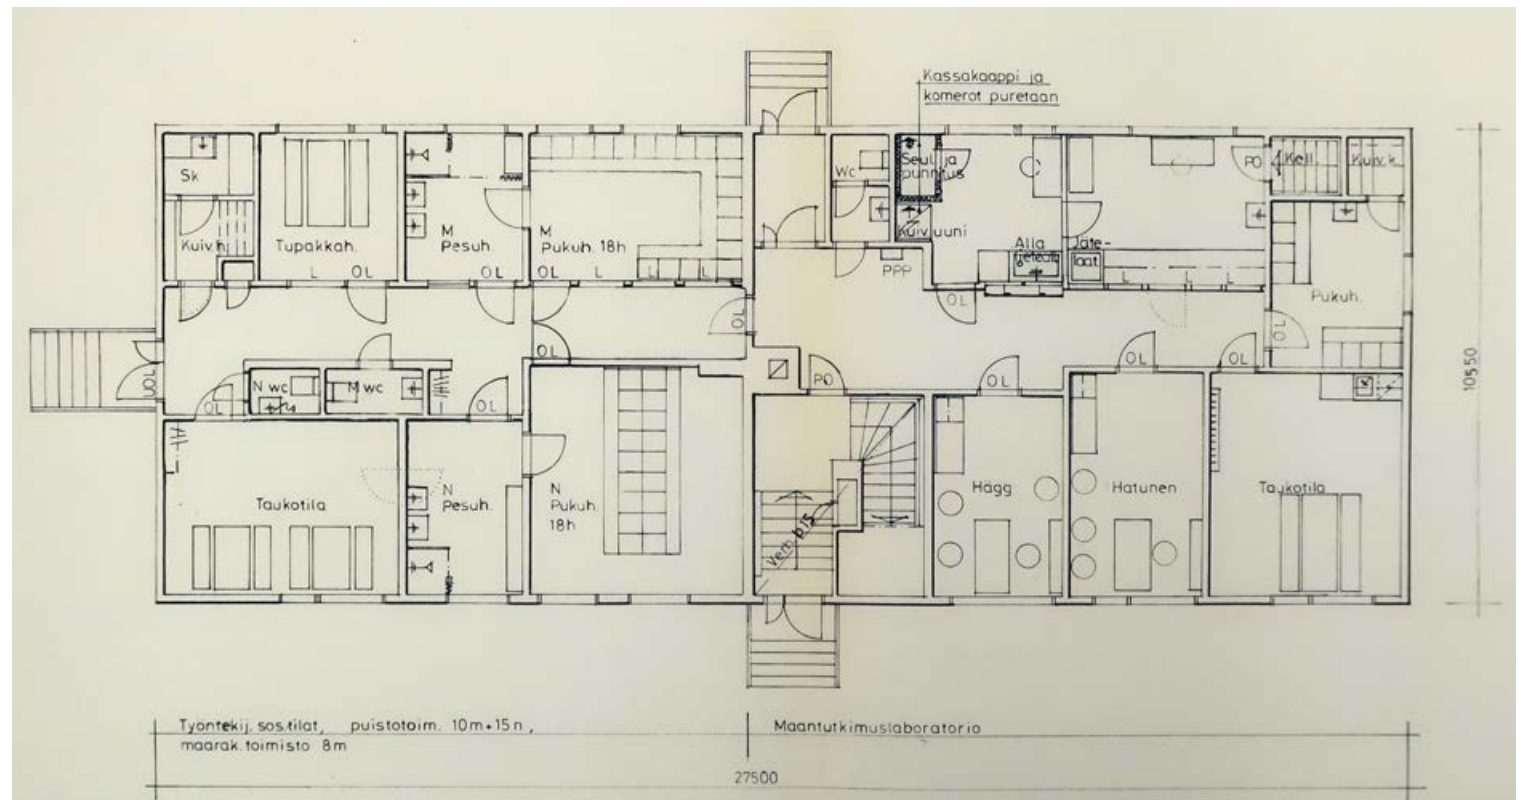 Kassakaappi ja
komerot puretaan
Sk
Kuiv.h.
Tupakkah.
L
OL
M
Pesuh.
OL
M
Pukuh. 18h
OL
L
L
L
Wc
Seul. ja
punnitus
Kuiv.uuni
PPP
Alla
Jäte-
laat.
L
L
L
PO
Kell.
Kuiv.k.
Pukuh.
OL
OL
OL
UOL
OL
N wc
M wc
OL
OL
PO
OL
OL
OL
Taukotila
N
Pesuh.
N
Pukuh.
18h
Hägg
Hatunen
Taukotila
10550
Työntekij. sos.tilat, puistotoim. 10m+15n,
maarak.toimisto 8m
Maantutkimuslaboratorio
27500